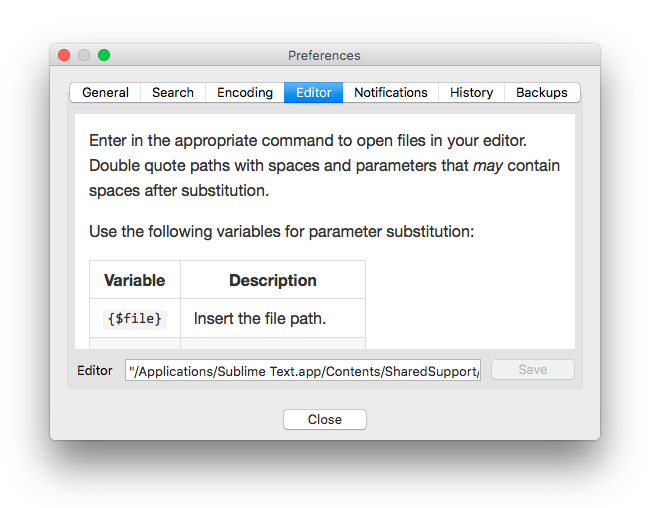 Preferences
General Search Encoding Editor Notifications History Backups
Enter in the appropriate command to open files in your editor.
Double quote paths with spaces and parameters that may contain
spaces after substitution.
Use the following variables for parameter substitution:
Variable Description
{$file} Insert the file path.
Editor "/Applications/Sublime Text.app/Contents/SharedSupport/ Save
Close